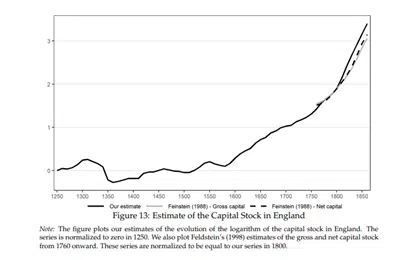 3
2
1
0
1250 1300 1350 1400 1450 1500 1550 1600 1650 1700 1750 1800 1850
Our estimate Feinstein (1988) - Gross capital Feinstein (1988) - Net capital
Figure 13: Estimate of the Capital Stock in England
Note: The figure plots our estimates of the evolution of the logarithm of the capital stock in England. The
series is normalized to zero in 1250. We also plot Feldstein's (1998) estimates of the gross and net capital stock
from 1760 onward. These series are normalized to be equal to our series in 1800.